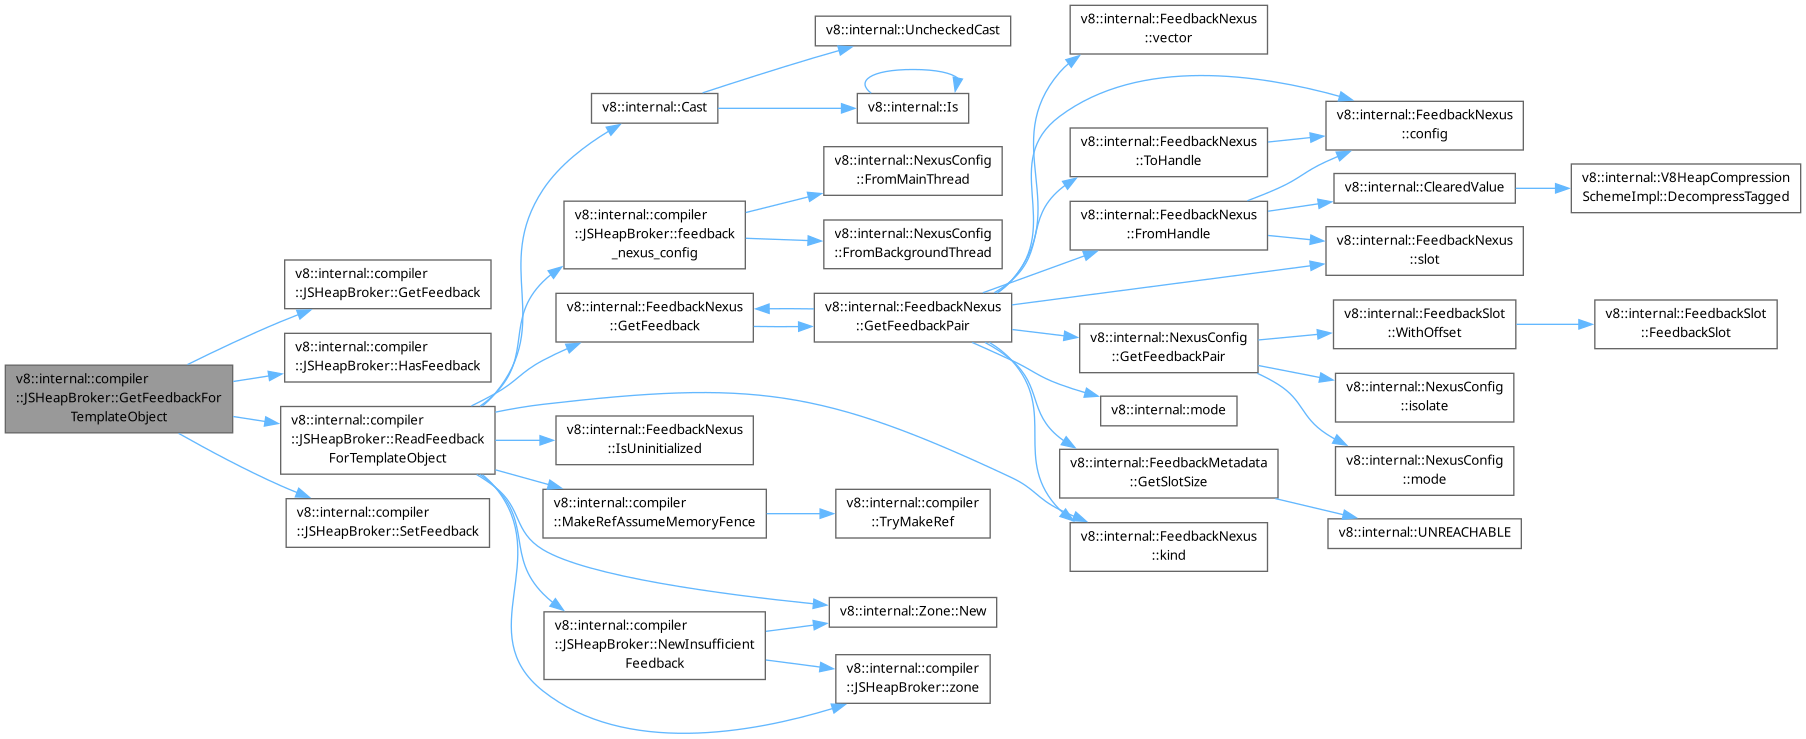 v8::internal::compiler
::JSHeapBroker::GetFeedbackFor
TemplateObject
v8::internal::compiler
::JSHeapBroker::GetFeedback
v8::internal::compiler
::JSHeapBroker::HasFeedback
v8::internal::compiler
::JSHeapBroker::ReadFeedback
ForTemplateObject
v8::internal::compiler
::JSHeapBroker::SetFeedback
v8::internal::Cast
v8::internal::compiler
::JSHeapBroker::feedback
_nexus_config
v8::internal::FeedbackNexus
::GetFeedback
v8::internal::FeedbackNexus
::IsUninitialized
v8::internal::compiler
::MakeRefAssumeMemoryFence
v8::internal::compiler
::JSHeapBroker::NewInsufficient
Feedback
v8::internal::UncheckedCast
v8::internal::Is
v8::internal::NexusConfig
::FromMainThread
v8::internal::NexusConfig
::FromBackgroundThread
v8::internal::FeedbackNexus
::GetFeedbackPair
v8::internal::compiler
::TryMakeRef
v8::internal::Zone::New
v8::internal::compiler
::JSHeapBroker::zone
v8::internal::FeedbackNexus
::vector
v8::internal::FeedbackNexus
::ToHandle
v8::internal::FeedbackNexus
::FromHandle
v8::internal::NexusConfig
::GetFeedbackPair
v8::internal::mode
v8::internal::FeedbackMetadata
::GetSlotSize
v8::internal::FeedbackNexus
::kind
v8::internal::FeedbackNexus
::config
v8::internal::ClearedValue
v8::internal::FeedbackNexus
::slot
v8::internal::FeedbackSlot
::WithOffset
v8::internal::NexusConfig
::isolate
v8::internal::NexusConfig
::mode
v8::internal::UNREACHABLE
v8::internal::V8HeapCompression
SchemeImpl::DecompressTagged
v8::internal::FeedbackSlot
::FeedbackSlot